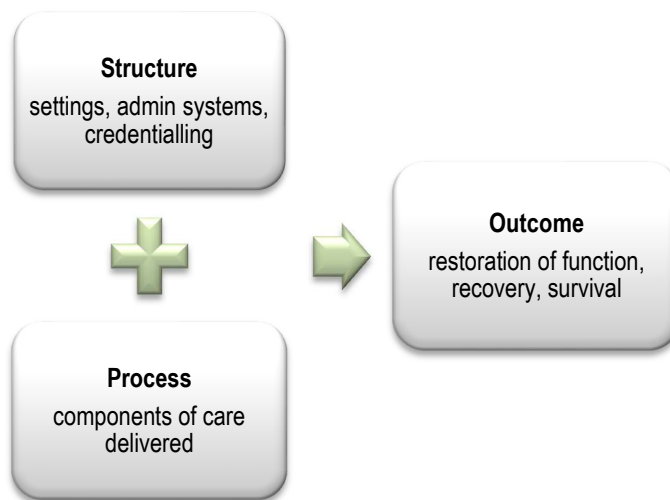 Structure
settings, admin systems,
credentialling
Process
components of care
delivered
Outcome
restoration of function,
recovery, survival